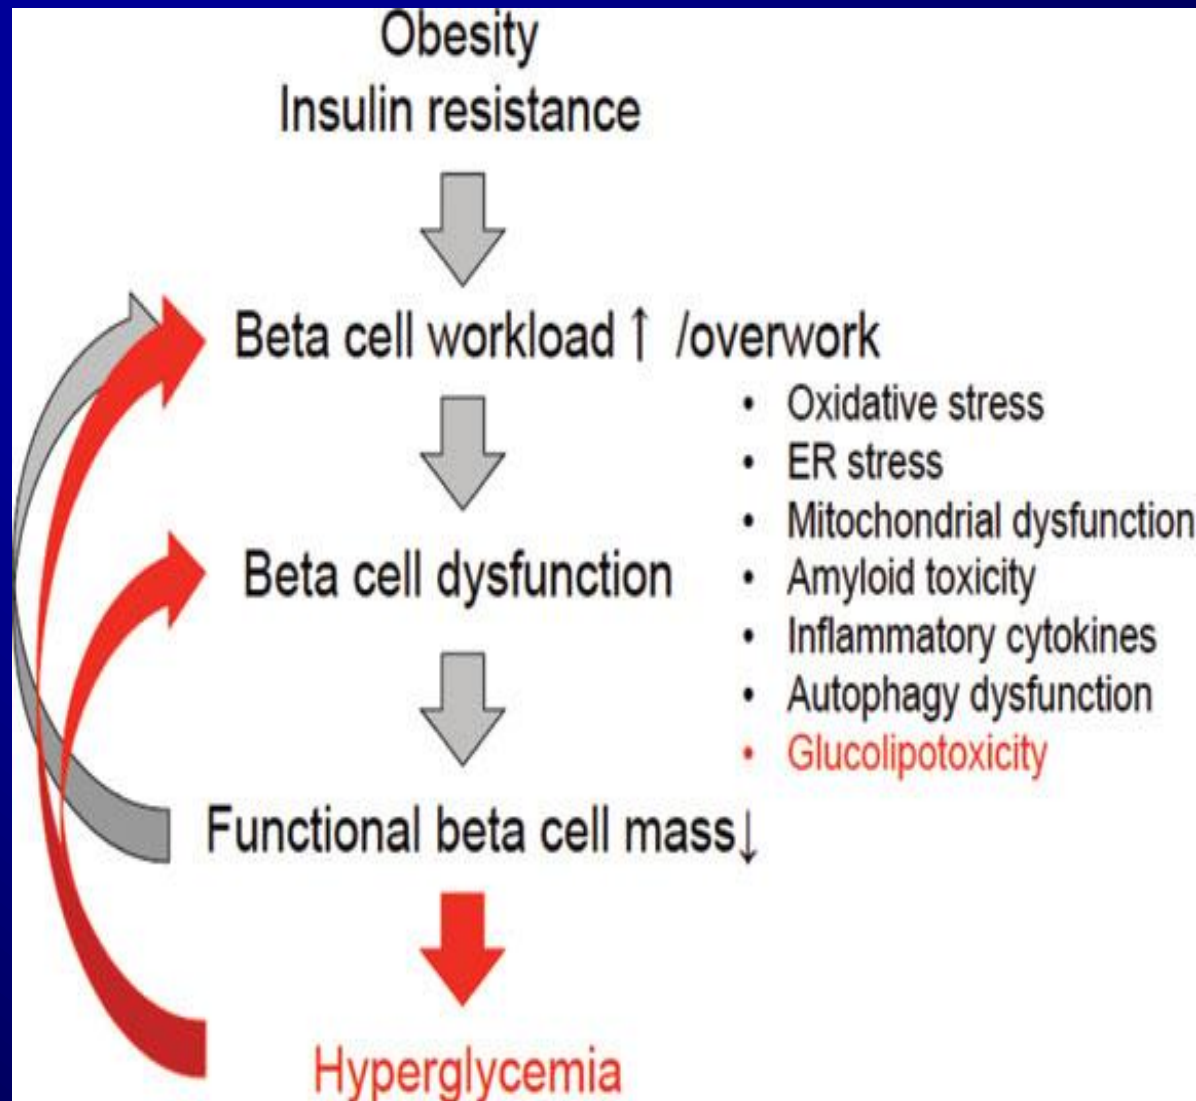 Obesity
Insulin resistance
Beta cell workload ↑ /overwork
• Oxidative stress
• ER stress
• Mitochondrial dysfunction
• Amyloid toxicity
• Inflammatory cytokines
• Autophagy dysfunction
• Glucolipotoxicity
Beta cell dysfunction
Functional beta cell mass↓
Hyperglycemia